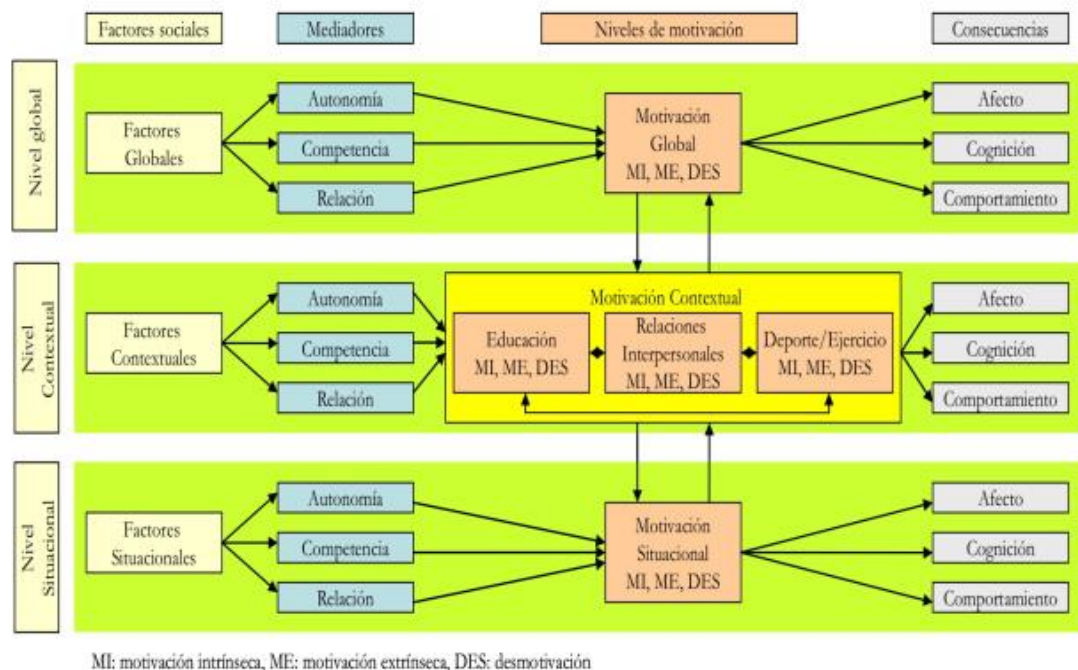 Factores sociales
Mediadores
Niveles de motivación
Consecuencias
Nivel global
Factores
Globales
Autonomía
Competencia
Relación
Motivación
Global
MI, ME, DES
Afecto
Cognición
Comportamiento
Nivel
Contextual
Factores
Contextuales
Autonomía
Competencia
Relación
Motivación Contextual
Educación
MI, ME, DES
Relaciones
Interpersonales
MI, ME, DES
Deporte/Ejercicio
MI, ME, DES
Afecto
Cognición
Comportamiento
Nivel
Situacional
Factores
Situacionales
Autonomía
Competencia
Relación
Motivación
Situacional
MI, ME, DES
Afecto
Cognición
Comportamiento
MI: motivación intrínseca, ME: motivación extrínseca, DES: desmotivación